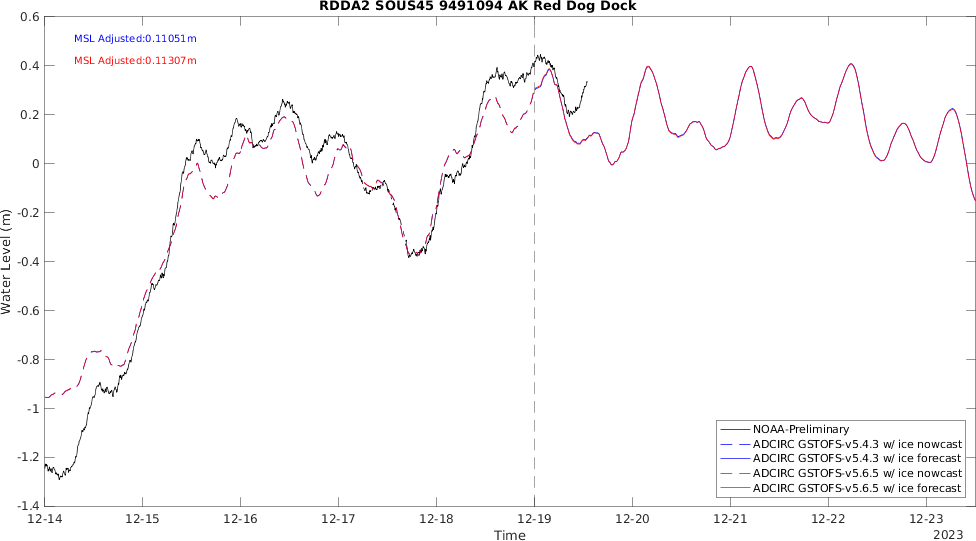 RDDA2 SOUS45 9491094 AK Red Dog Dock
MSL Adjusted:0.11051m
MSL Adjusted:0.11307m
Water Level (m)
0.6
0.4
0.2
0
-0.2
-0.4
-0.6
-0.8
-1
-1.2
-1.4
NOAA-Preliminary
ADCIRC GSTOFS-v5.4.3 w/ ice nowcast
ADCIRC GSTOFS-v5.4.3 w/ ice forecast
ADCIRC GSTOFS-v5.6.5 w/ ice nowcast
ADCIRC GSTOFS-v5.6.5 w/ ice forecast
12-14 12-15 12-16 12-17 12-18 12-19 12-20 12-21 12-22 12-23
Time
2023